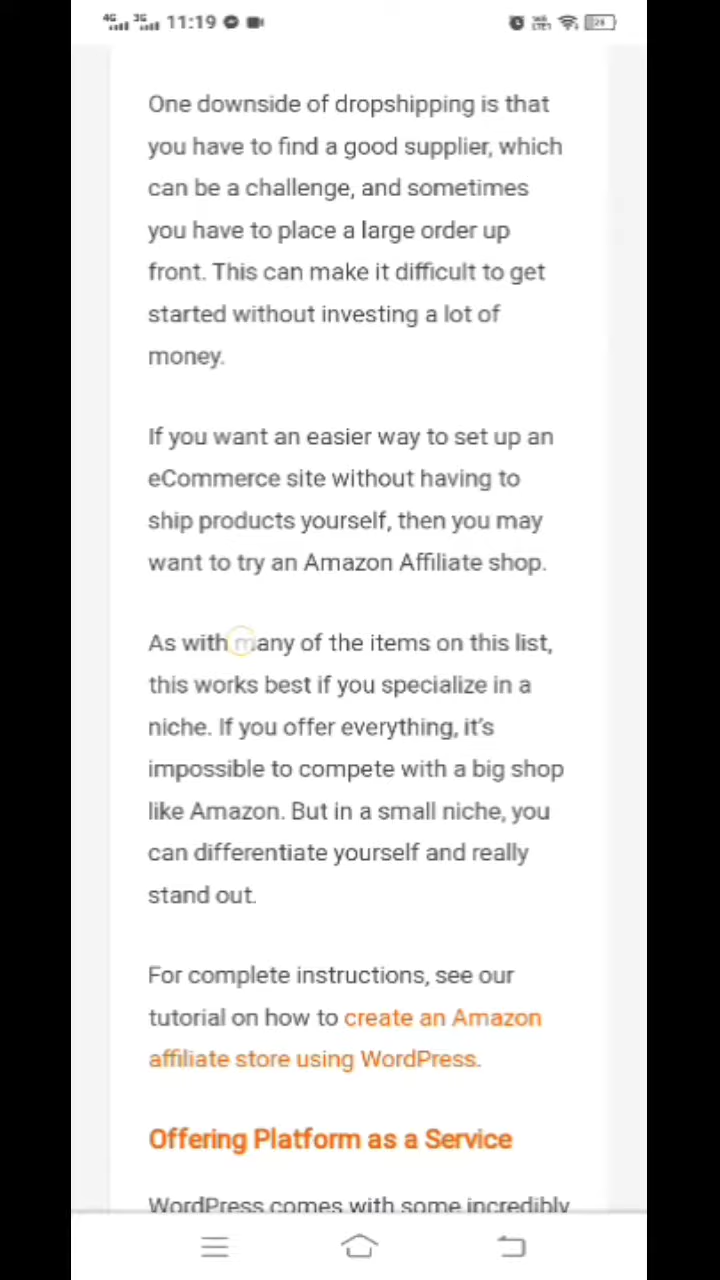 4G 3G 11:19 28
One downside of dropshipping is that
you have to find a good supplier, which
can be a challenge, and sometimes
you have to place a large order up
front. This can make it difficult to get
started without investing a lot of
money.
If you want an easier way to set up an
eCommerce site without having to
ship products yourself, then you may
want to try an Amazon Affiliate shop.
As with many of the items on this list,
this works best if you specialize in a
niche. If you offer everything, it's
impossible to compete with a big shop
like Amazon. But in a small niche, you
can differentiate yourself and really
stand out.
For complete instructions, see our
tutorial on how to create an Amazon
affiliate store using WordPress.
Offering Platform as a Service
WordPress comes with some incredibly